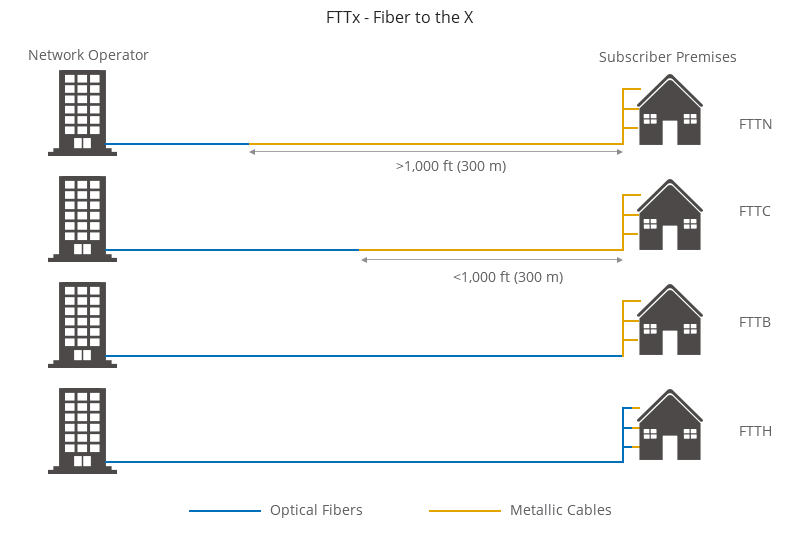 FTTx - Fiber to the X
Network Operator
Subscriber Premises
FTTN
>1,000 ft (300 m)
FTTC
<1,000 ft (300 m)
FTTB
FTTH
Optical Fibers
Metallic Cables